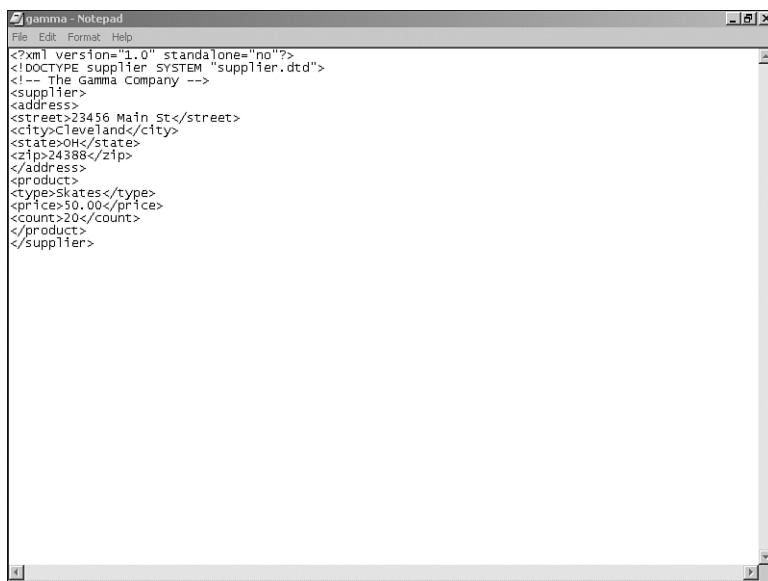 gamma - Notepad
File Edit Format Help
<?xml version="1.0" standalone="no"?>
<!DOCTYPE supplier SYSTEM "supplier.dtd">
<!-- The Gamma Company -->
<supplier>
<address>
<street>23456 Main St</street>
<city>Cleveland</city>
<state>OH</state>
<zip>24388</zip>
</address>
<product>
<type>Skates</type>
<price>50.00</price>
<count>20</count>
</product>
</supplier>